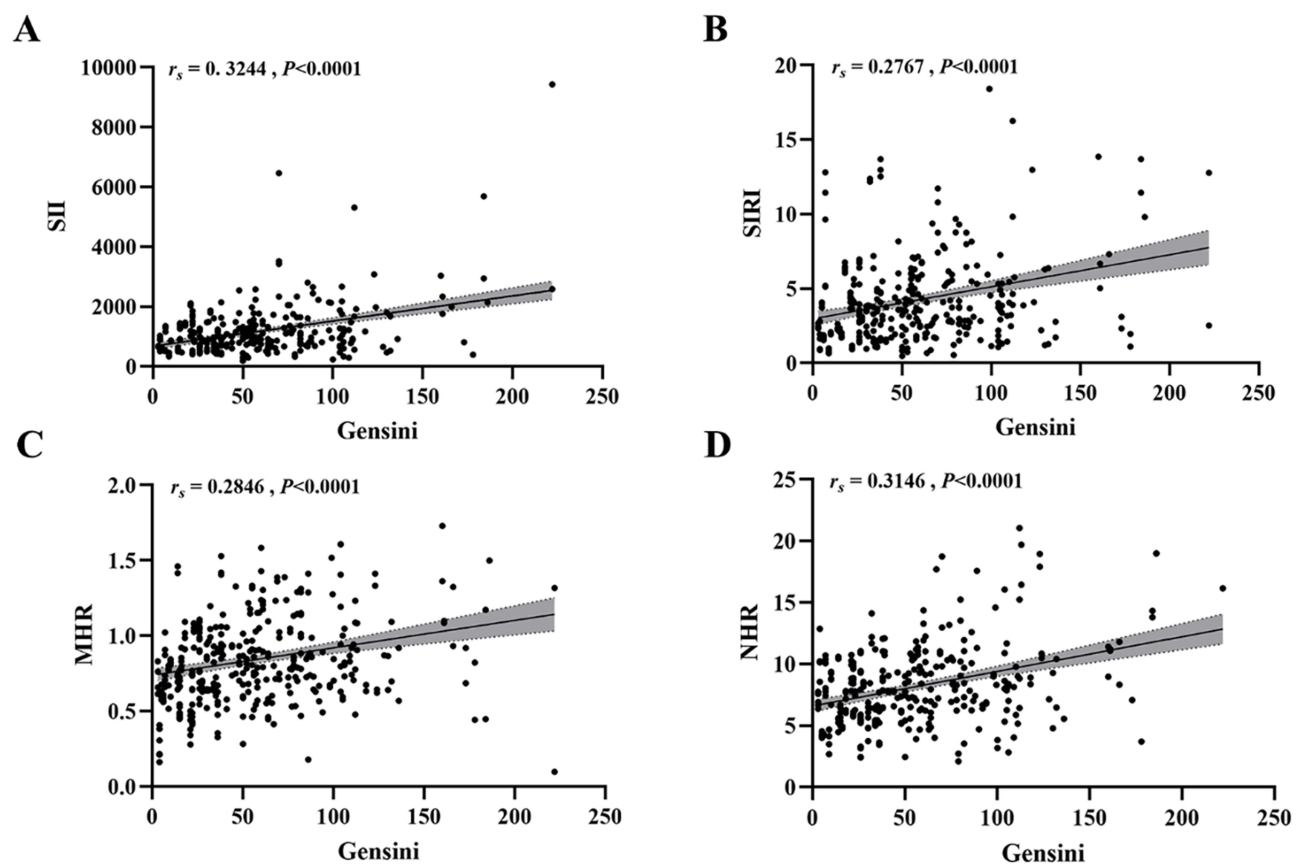 A
r_s = 0. 3244 , P<0.0001
10000
8000
6000
4000
2000
0
SII
0 50 100 150 200 250
Gensini
B
r_s = 0.2767 , P<0.0001
20
15
10
5
0
SIRI
0 50 100 150 200 250
Gensini
C
r_s = 0.2846 , P<0.0001
2.0
1.5
1.0
0.5
0.0
MHR
0 50 100 150 200 250
Gensini
D
r_s = 0.3146 , P<0.0001
25
20
15
10
5
0
NHR
0 50 100 150 200 250
Gensini